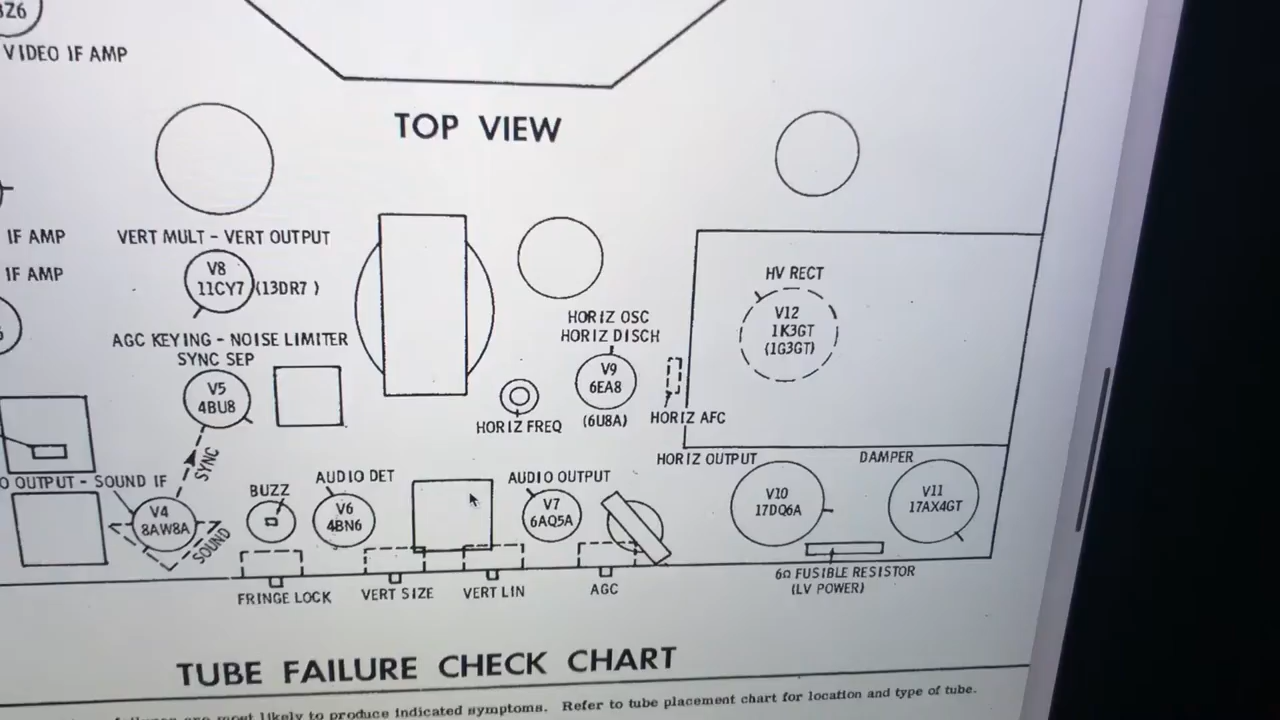 VIDEO IF AMP
TOP VIEW
IF AMP
IF AMP
VERT MULT - VERT OUTPUT
V8
11CY7
(13DR7 )
AGC KEYING - NOISE LIMITER
SYNC SEP
V5
4BU8
SYNC
HORIZ FREQ
HORIZ OSC
HORIZ DISCH
V9
6EA8
(6U8A)
HORIZ AFC
HV RECT
V12
1K3GT
(1G3GT)
OUTPUT - SOUND IF
V4
8AW8A
SOUND
BUZZ
AUDIO DET
V6
4BN6
AUDIO OUTPUT
V7
6AQ5A
HORIZ OUTPUT
V10
17DQ6A
DAMPER
V11
17AX4GT
6Ω FUSIBLE RESISTOR
(LV POWER)
FRINGE LOCK
VERT SIZE
VERT LIN
AGC
TUBE FAILURE CHECK CHART
most likely to produce indicated symptoms. Refer to tube placement chart for location and type of tube.